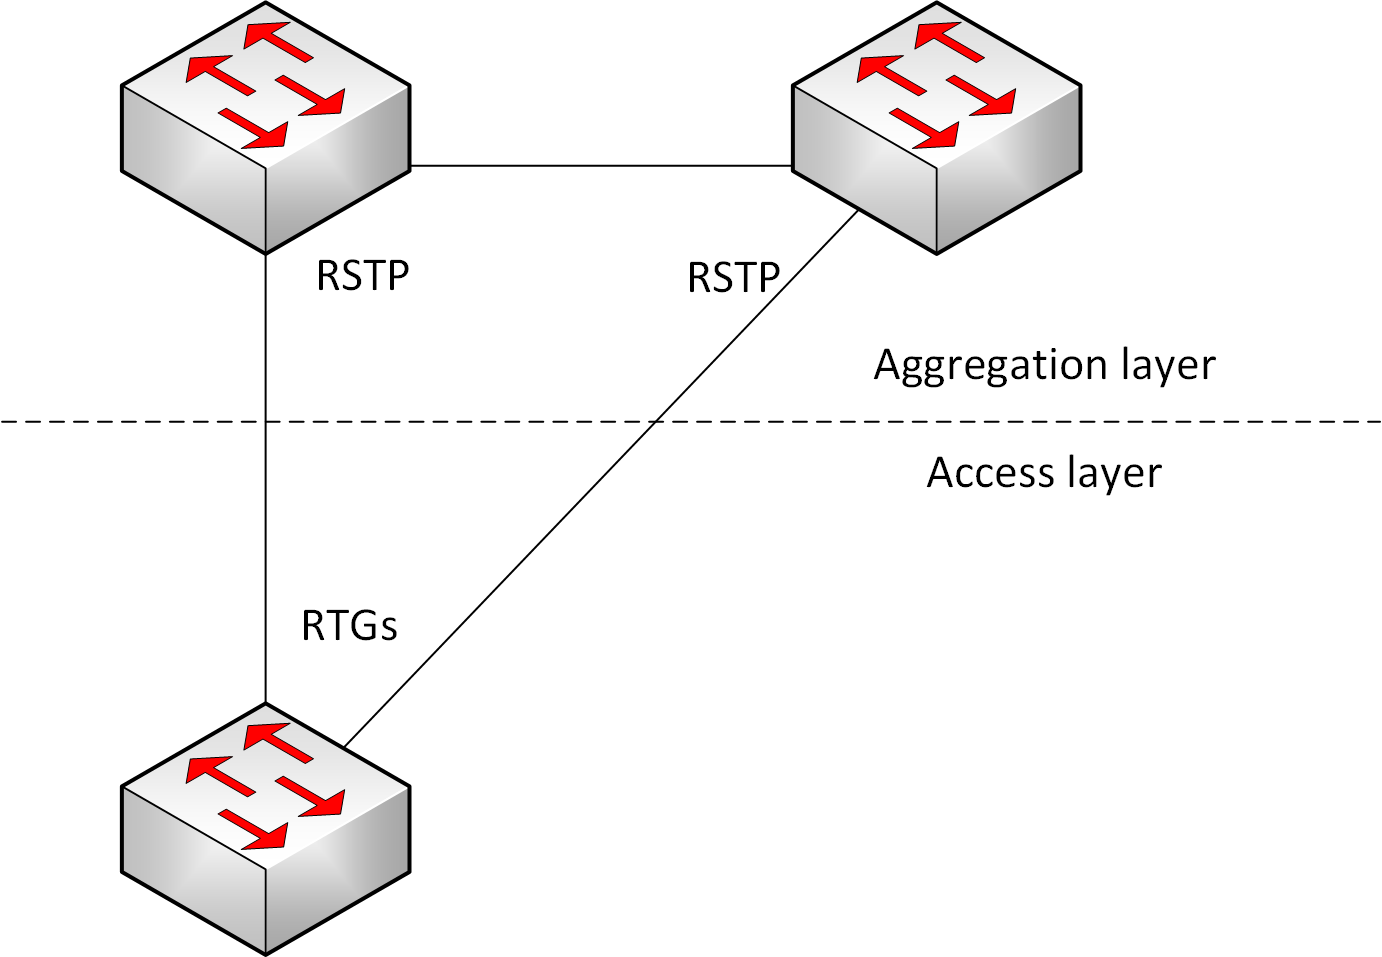 RSTP
RSTP
Aggregation layer
Access layer
RTGs